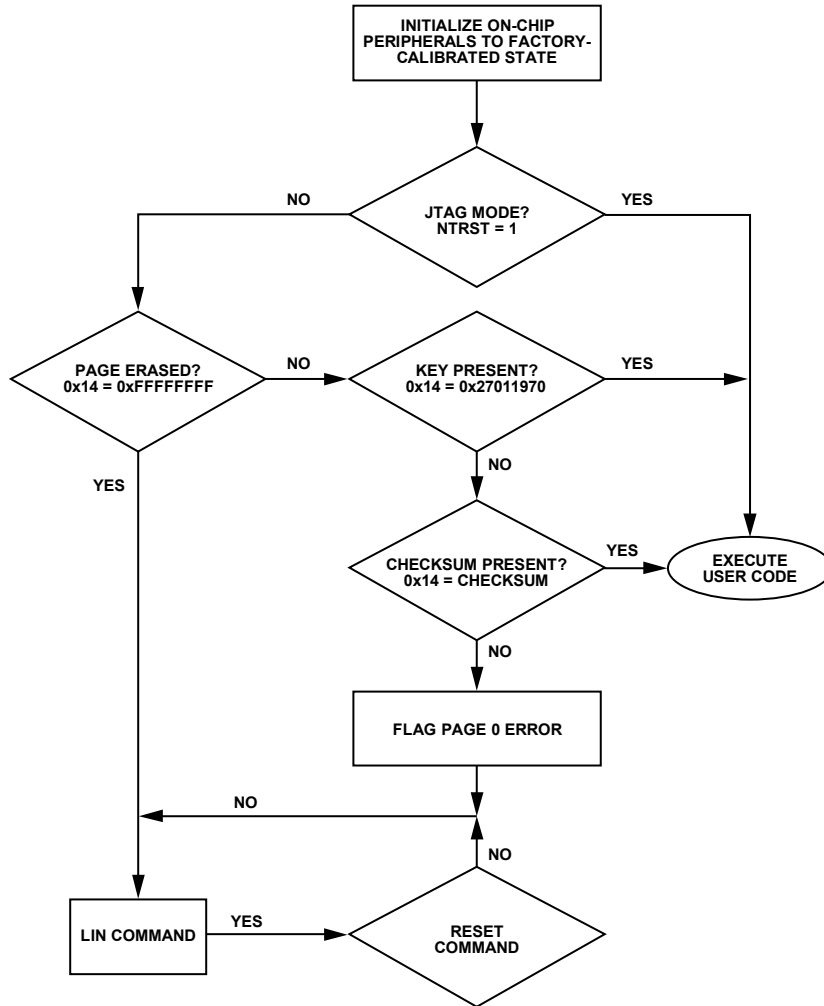 INITIALIZE ON-CHIP
PERIPHERALS TO FACTORY-
CALIBRATED STATE
NO
JTAG MODE?
NTRST = 1
YES
PAGE ERASED?
0x14 = 0xFFFFFFFF
NO
KEY PRESENT?
0x14 = 0x27011970
YES
NO
YES
CHECKSUM PRESENT?
0x14 = CHECKSUM
YES
EXECUTE
USER CODE
NO
FLAG PAGE 0 ERROR
NO
NO
LIN COMMAND
YES
RESET
COMMAND